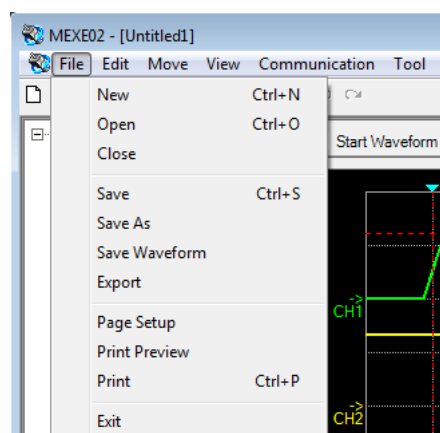 MEXE02 - [Untitled1]
File Edit Move View Communication Tool
New Ctrl+N
Open Ctrl+O
Close
Start Waveform
Save Ctrl+S
Save As
Save Waveform
Export
CH1
Page Setup
Print Preview
Print Ctrl+P
Exit
CH2